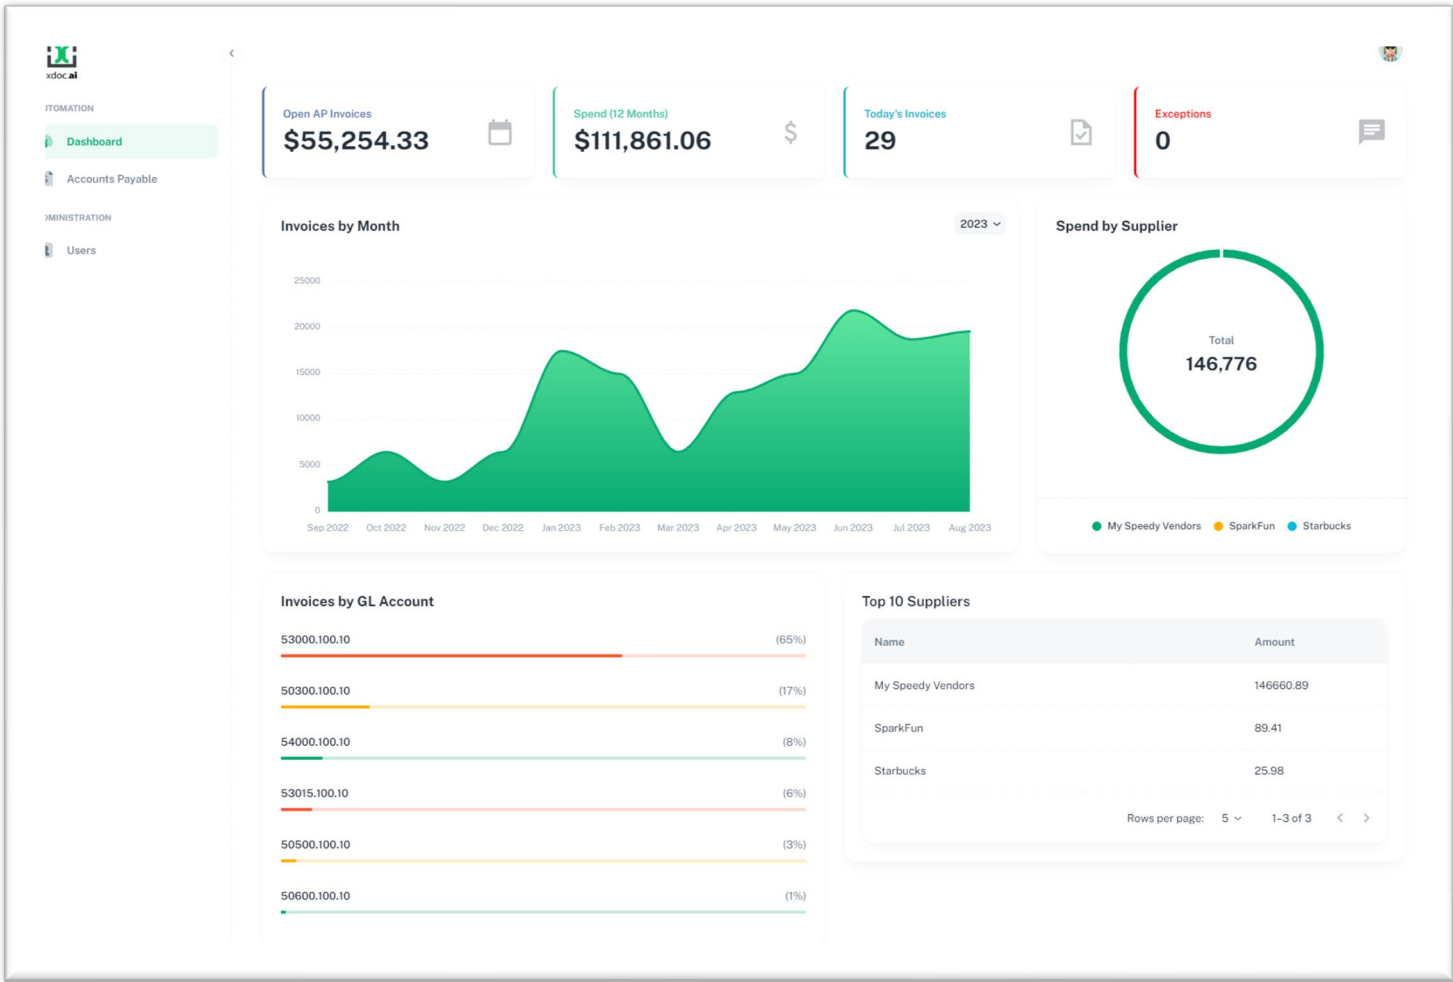 xdoc.ai
UTOMATION
Dashboard
Accounts Payable
DMINISTRATION
Users
Open AP Invoices
$55,254.33
Spend (12 Months)
$111,861.06
Today's Invoices
29
Exceptions
0
Invoices by Month
2023
25000
20000
15000
10000
5000
0
Sep 2022 Oct 2022 Nov 2022 Dec 2022 Jan 2023 Feb 2023 Mar 2023 Apr 2023 May 2023 Jun 2023 Jul 2023 Aug 2023
Spend by Supplier
Total
146,776
My Speedy Vendors SparkFun Starbucks
Invoices by GL Account
53000.100.10 (65%)
50300.100.10 (17%)
54000.100.10 (8%)
53015.100.10 (6%)
50500.100.10 (3%)
50600.100.10 (1%)
Top 10 Suppliers
Name Amount
My Speedy Vendors 146660.89
SparkFun 89.41
Starbucks 25.98
Rows per page: 5 1–3 of 3